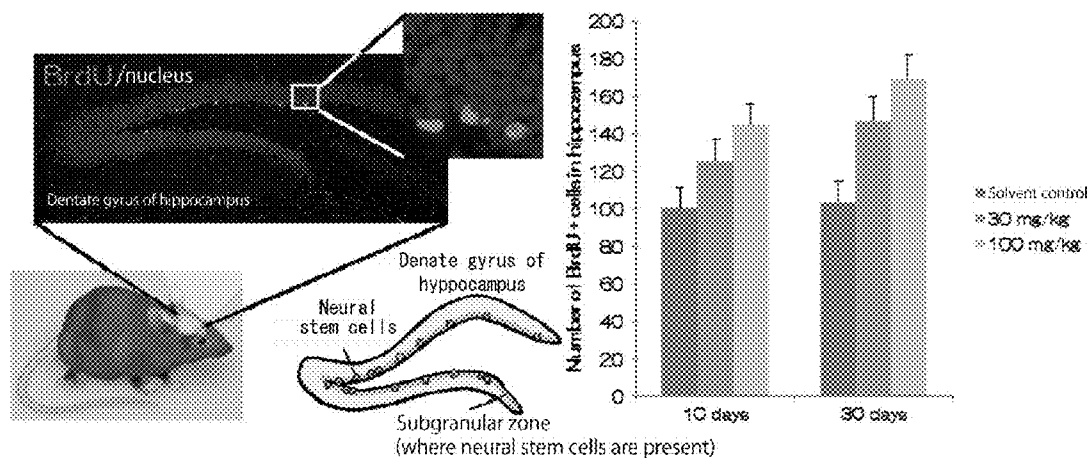 BrdU/nucleus
Dentate gyrus of hippocampus
Denate gyrus of
hyppocampus
Neural
stem cells
Subgranular zone
(where neural stem cells are present)
Number of BrdU+ cells in hippocampus
200
180
160
140
120
100
80
60
40
20
0
10 days
30 days
Solvent control
30 mg/kg
100 mg/kg